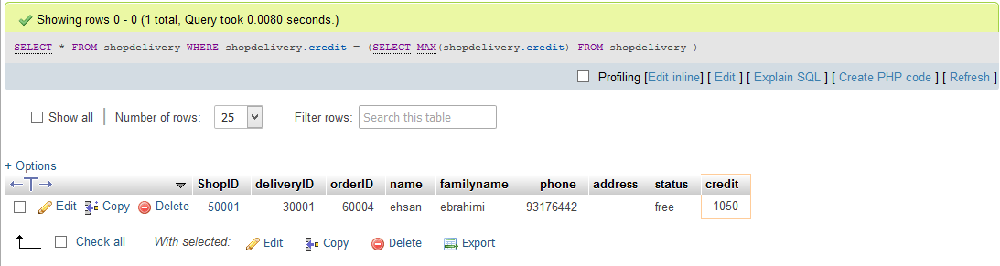 Showing rows 0 - 0 (1 total, Query took 0.0080 seconds.)
SELECT * FROM shopdelivery WHERE shopdelivery.credit = (SELECT MAX(shopdelivery.credit) FROM shopdelivery )
Profiling [Edit inline] [ Edit ] [ Explain SQL ] [ Create PHP code ] [ Refresh ]
Show all | Number of rows: 25 Filter rows: Search this table
+ Options
←T→ ShopID deliveryID orderID name familyname phone address status credit
Edit Copy Delete 50001 30001 60004 ehsan ebrahimi 93176442 free 1050
Check all With selected: Edit Copy Delete Export